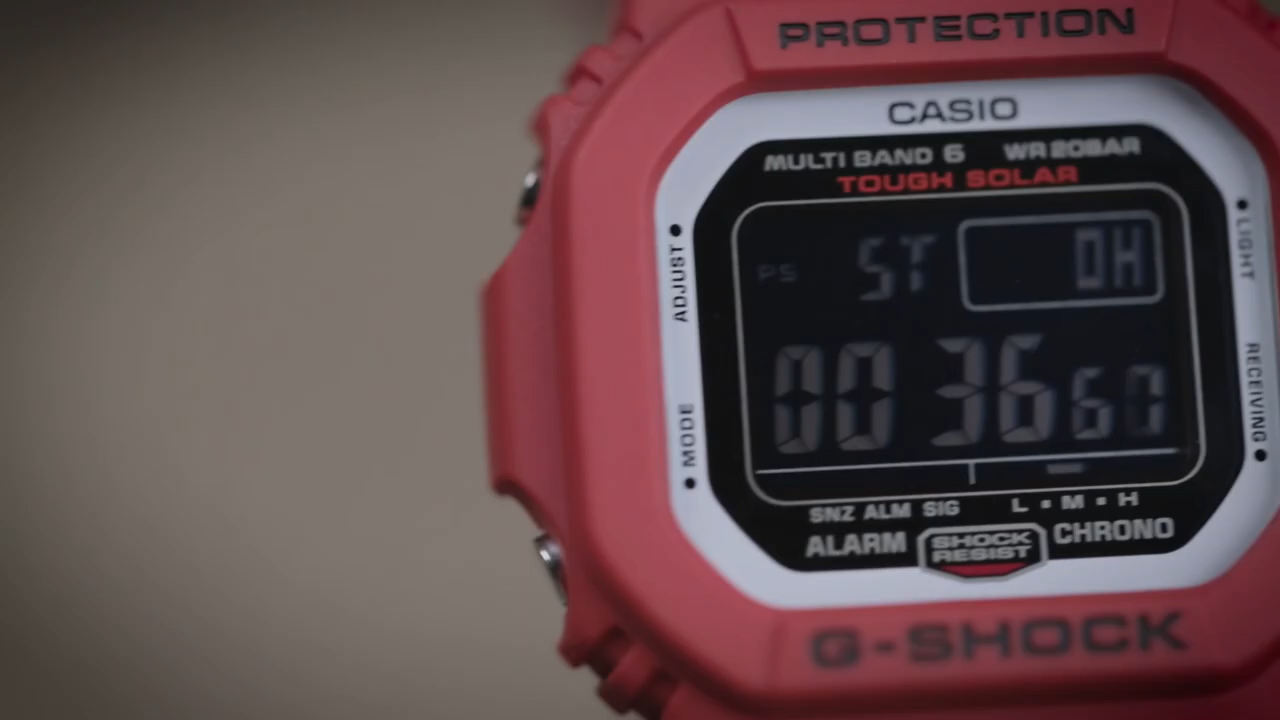 PROTECTION
CASIO
MULTI BAND 6 WR20BAR
TOUGH SOLAR
ADJUST
LIGHT
PS ST 0H
00 36 60
MODE
RECEIVING
SNZ ALM SIG L M H
ALARM SHOCK RESIST CHRONO
G-SHOCK